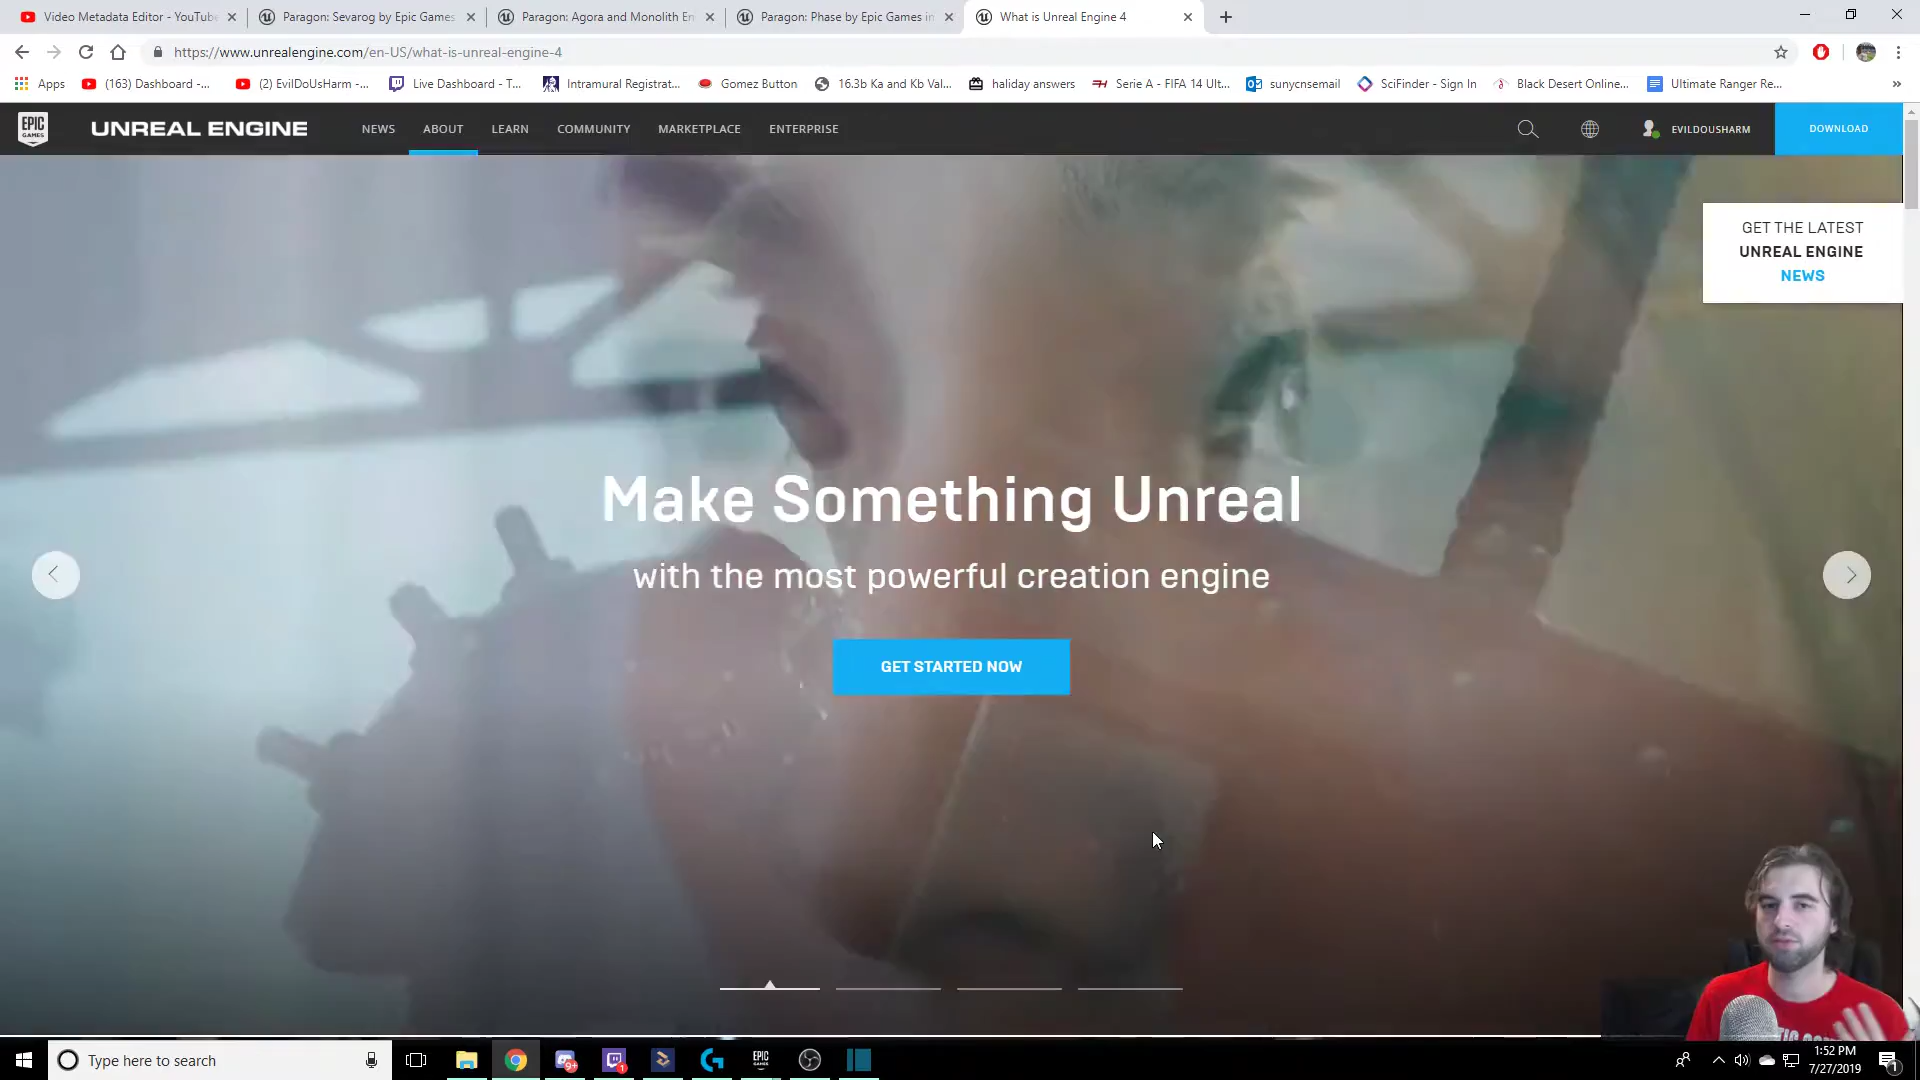 Video Metadata Editor - YouTube
Paragon: Sevarog by Epic Games
Paragon: Agora and Monolith En
Paragon: Phase by Epic Games in
What is Unreal Engine 4
https://www.unrealengine.com/en-US/what-is-unreal-engine-4
Apps
(163) Dashboard -...
(2) EvilDoUsHarm -...
Live Dashboard - T...
Intramural Registrat...
Gomez Button
16.3b Ka and Kb Val...
haliday answers
Serie A - FIFA 14 Ult...
sunycnsemail
SciFinder - Sign In
Black Desert Online...
Ultimate Ranger Re...
»
EPIC GAMES
UNREAL ENGINE
NEWS
ABOUT
LEARN
COMMUNITY
MARKETPLACE
ENTERPRISE
EVILDOUSHARM
DOWNLOAD
GET THE LATEST
UNREAL ENGINE
NEWS
Make Something Unreal
with the most powerful creation engine
GET STARTED NOW
Type here to search
9+
1
EPIC GAMES
1:52 PM
7/27/2019
1